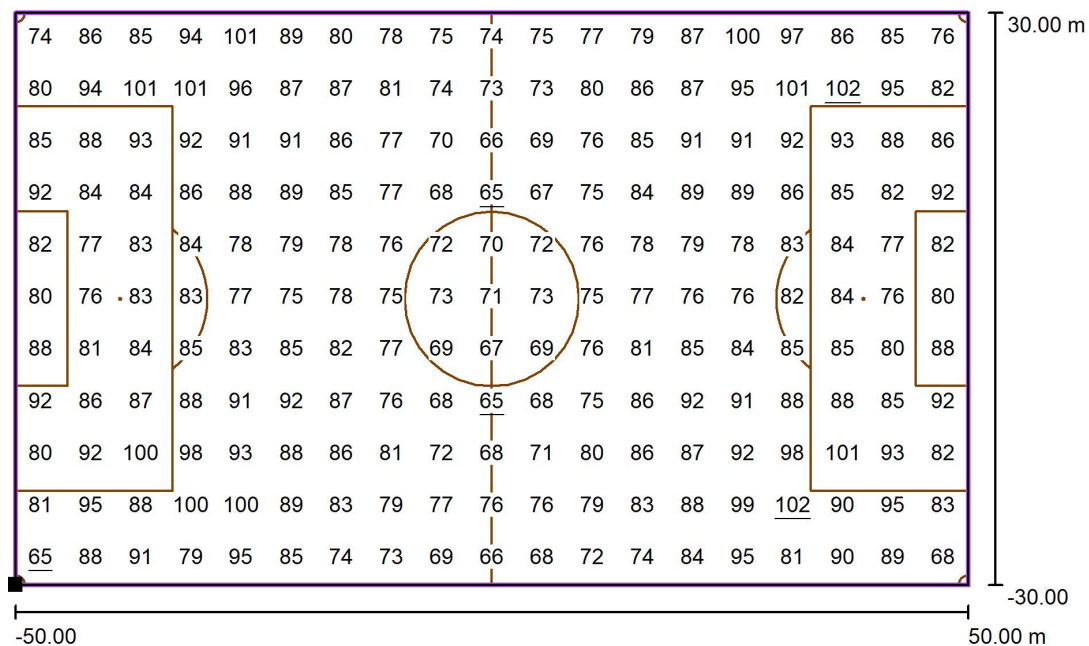 74 86 85 94 101 89 80 78 75 74 75 77 79 87 100 97 86 85 76
30.00 m
80 94 101 101 96 87 87 81 74 73 73 80 86 87 95 101 102 95 82
85 88 93 92 91 91 86 77 70 66 69 76 85 91 91 92 93 88 86
92 84 84 86 88 89 85 77 68 65 67 75 84 89 89 86 85 82 92
82 77 83 84 78 79 78 76 72 70 72 76 78 79 78 83 84 77 82
80 76 83 83 77 75 78 75 73 71 73 75 77 76 76 82 84 76 80
88 81 84 85 83 85 82 77 69 67 69 76 81 85 84 85 85 80 88
92 86 87 88 91 92 87 76 68 65 68 75 86 92 91 88 88 85 92
80 92 100 98 93 88 86 81 72 68 71 80 86 87 92 98 101 93 82
81 95 88 100 100 89 83 79 77 76 76 79 83 88 99 102 90 95 83
65 88 91 79 95 85 74 73 69 66 68 72 74 84 95 81 90 89 68
-30.00
-50.00 50.00 m